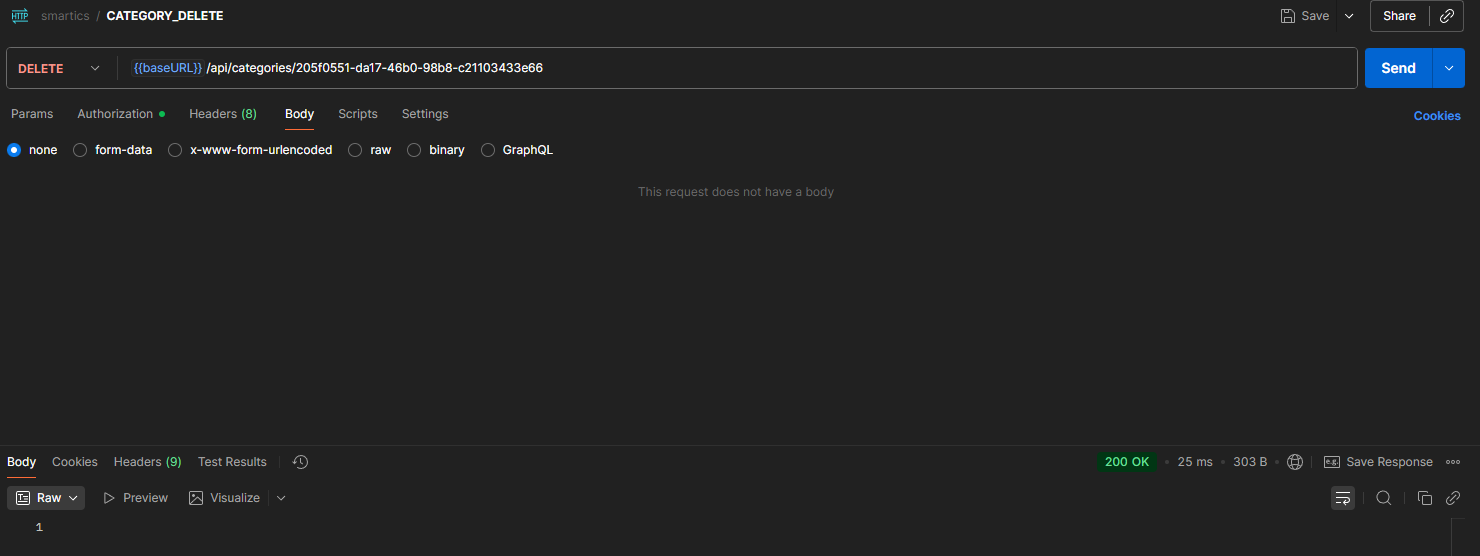 HTTP smartics / CATEGORY_DELETE Save Share
DELETE {{baseURL}} /api/categories/205f0551-da17-46b0-98b8-c21103433e66 Send
Params Authorization Headers (8) Body Scripts Settings Cookies
none form-data x-www-form-urlencoded raw binary GraphQL
This request does not have a body
Body Cookies Headers (9) Test Results 200 OK 25 ms 303 B e.g. Save Response
Raw Preview Visualize
1